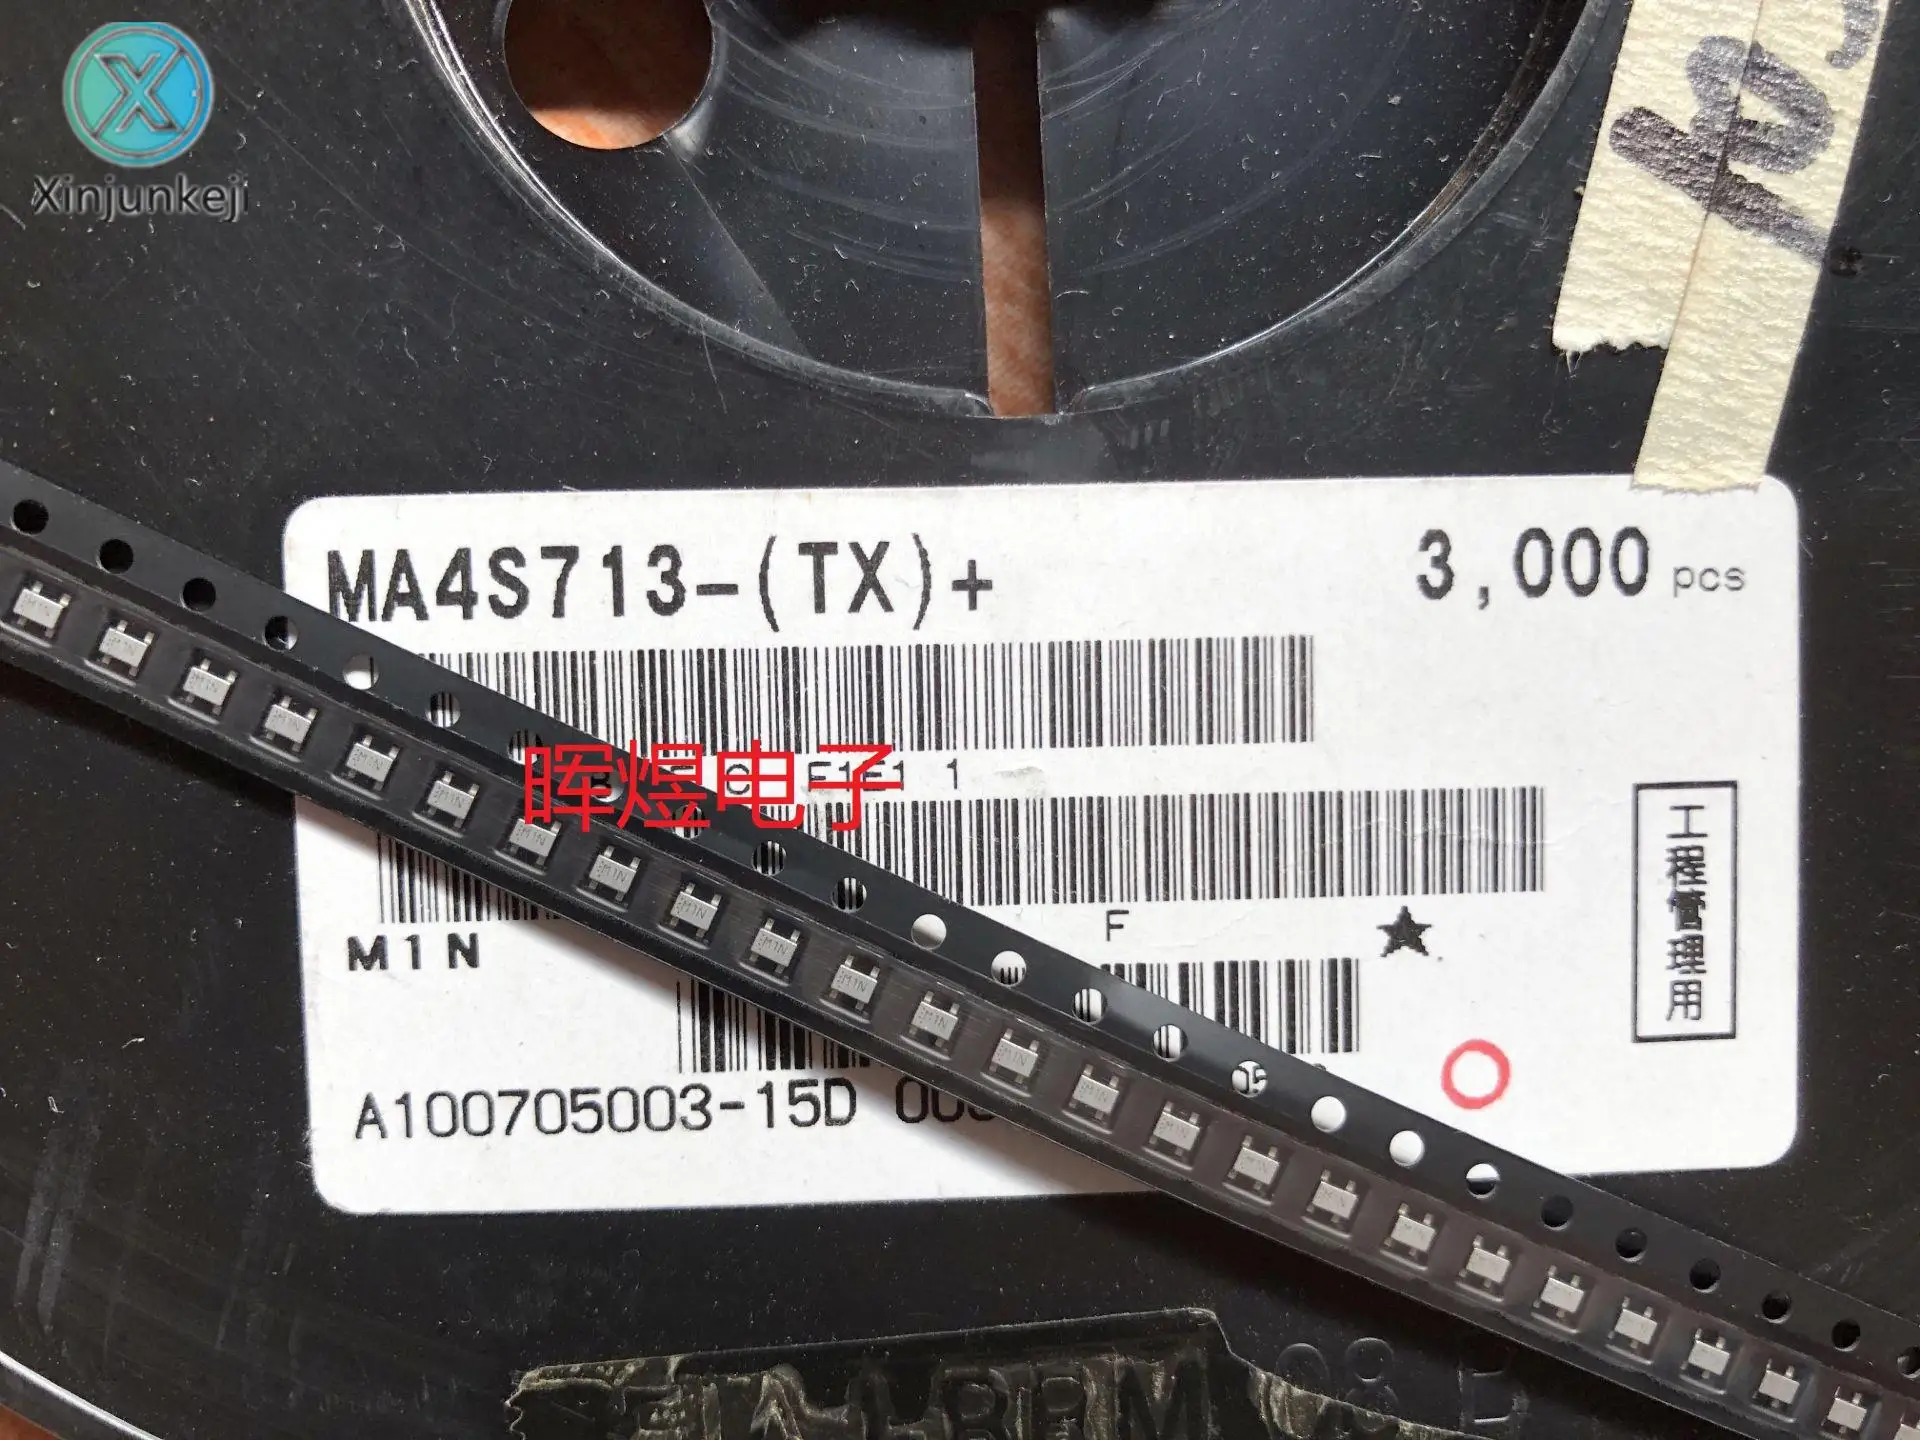 Xinjunkeji
MA4S713-(TX)+
3,000 pcs
晖煜电子
M1N
F
★
工程管理用
A100705003-15D